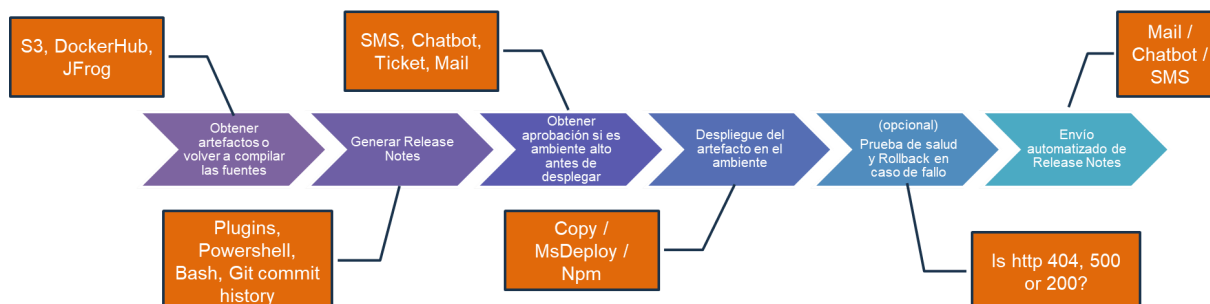 S3, DockerHub,
JFrog
SMS, Chatbot,
Ticket, Mail
Mail /
Chatbot /
SMS
Obtener
artefactos o
volver a compilar
las fuentes
Generar Release
Notes
Obtener
aprobación si es
ambiente alto
antes de
desplegar
Despliegue del
artefacto en el
ambiente
(opcional)
Prueba de salud
y Rollback en
caso de fallo
Envío
automatizado de
Release Notes
Plugins,
Powershell,
Bash, Git commit
history
Copy /
MsDeploy /
Npm
Is http 404, 500
or 200?